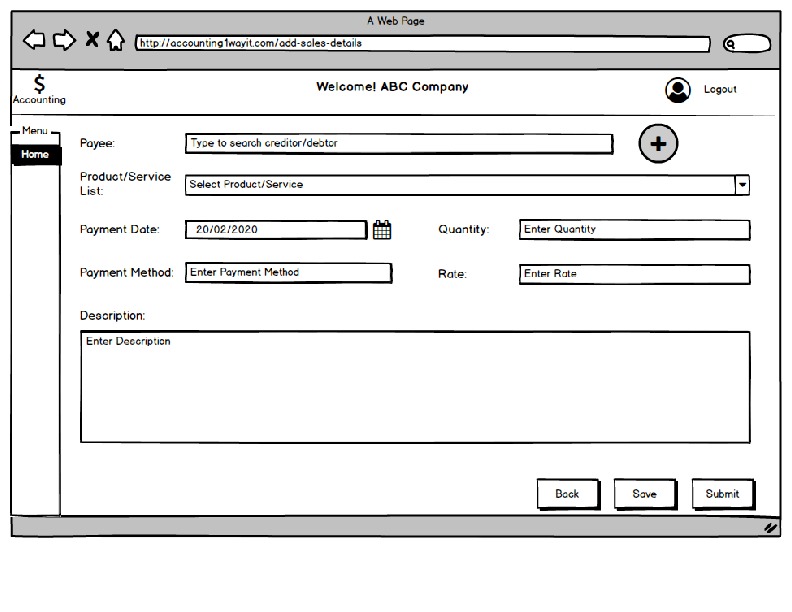 A Web Page
http://accounting1wayit.com/add-sales-details
$
Accounting
Welcome! ABC Company
Logout
Menu
Home
Payee:
Type to search creditor/debtor
+
Product/Service
List:
Select Product/Service
Payment Date:
20/02/2020
Quantity:
Enter Quantity
Payment Method:
Enter Payment Method
Rate:
Enter Rate
Description:
Enter Description
Back
Save
Submit